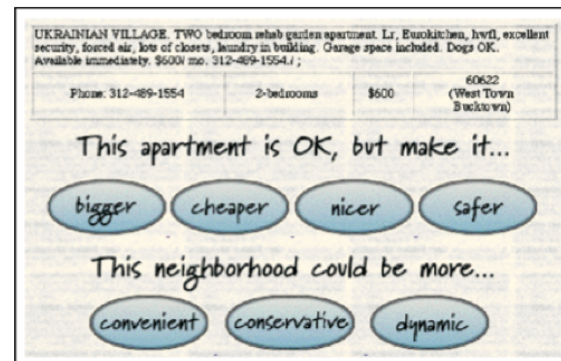 UKRAINIAN VILLAGE. TWO bedroom rehab garden apartment. Lr, Eurokitchen, hwfl, excellent
security, forced air, lots of closets, laundry in building. Garage space included. Dogs OK.
Available immediately. $600/ mo. 312-489-1554./ ;
Phone: 312-489-1554 2-bedrooms $600 60622
(West Town
Bucktown)
This apartment is OK, but make it...
bigger cheaper nicer safer
This neighborhood could be more...
convenient conservative dynamic